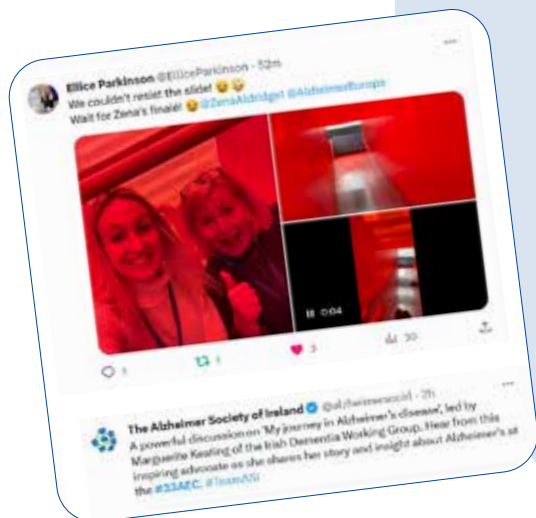 Ellice Parkinson @ElliceParkinson · 52m
We couldn't resist the slide! 😉 🤪
Wait for Zena's finale! 😉 @ZenaAldridge1 @AlzheimerEurope
0:04
1
1
3
30
The Alzheimer Society of Ireland @alzheimersocirl · 2h
A powerful discussion on 'My journey in Alzheimer's disease', led by
Marguerite Keating of the Irish Dementia Working Group. Hear from this
inspiring advocate as she shares her story and insight about Alzheimer's at
the #33AEC. #TeamASI